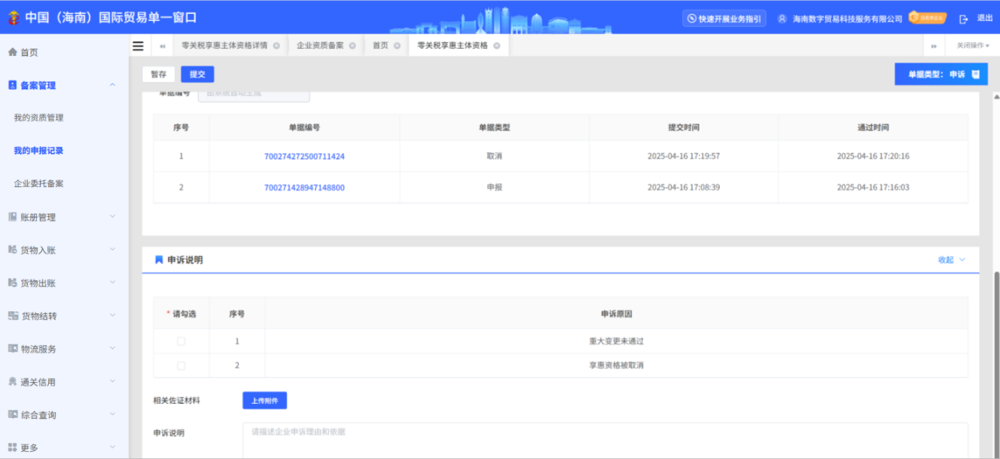 中国（海南）国际贸易单一窗口
快速开展业务指引
海南数字贸易科技服务有限公司
退出
首页
零关税享惠主体资格详情
企业资质备案
首页
零关税享惠主体资格
关闭操作
备案管理
我的资质管理
我的申报记录
企业委托备案
账册管理
货物入账
货物出账
货物结转
物流服务
通关信用
综合查询
更多
暂存
提交
单据类型：申诉
单据编号 由系统自动生成
序号 单据编号 单据类型 提交时间 通过时间
1 700274272500711424 取消 2025-04-16 17:19:57 2025-04-16 17:20:16
2 700271428947148800 申报 2025-04-16 17:08:39 2025-04-16 17:16:03
申诉说明
收起
* 请勾选 序号 申诉原因
1 重大变更未通过
2 享惠资格被取消
相关佐证材料 上传附件
申诉说明 请描述企业申诉理由和依据